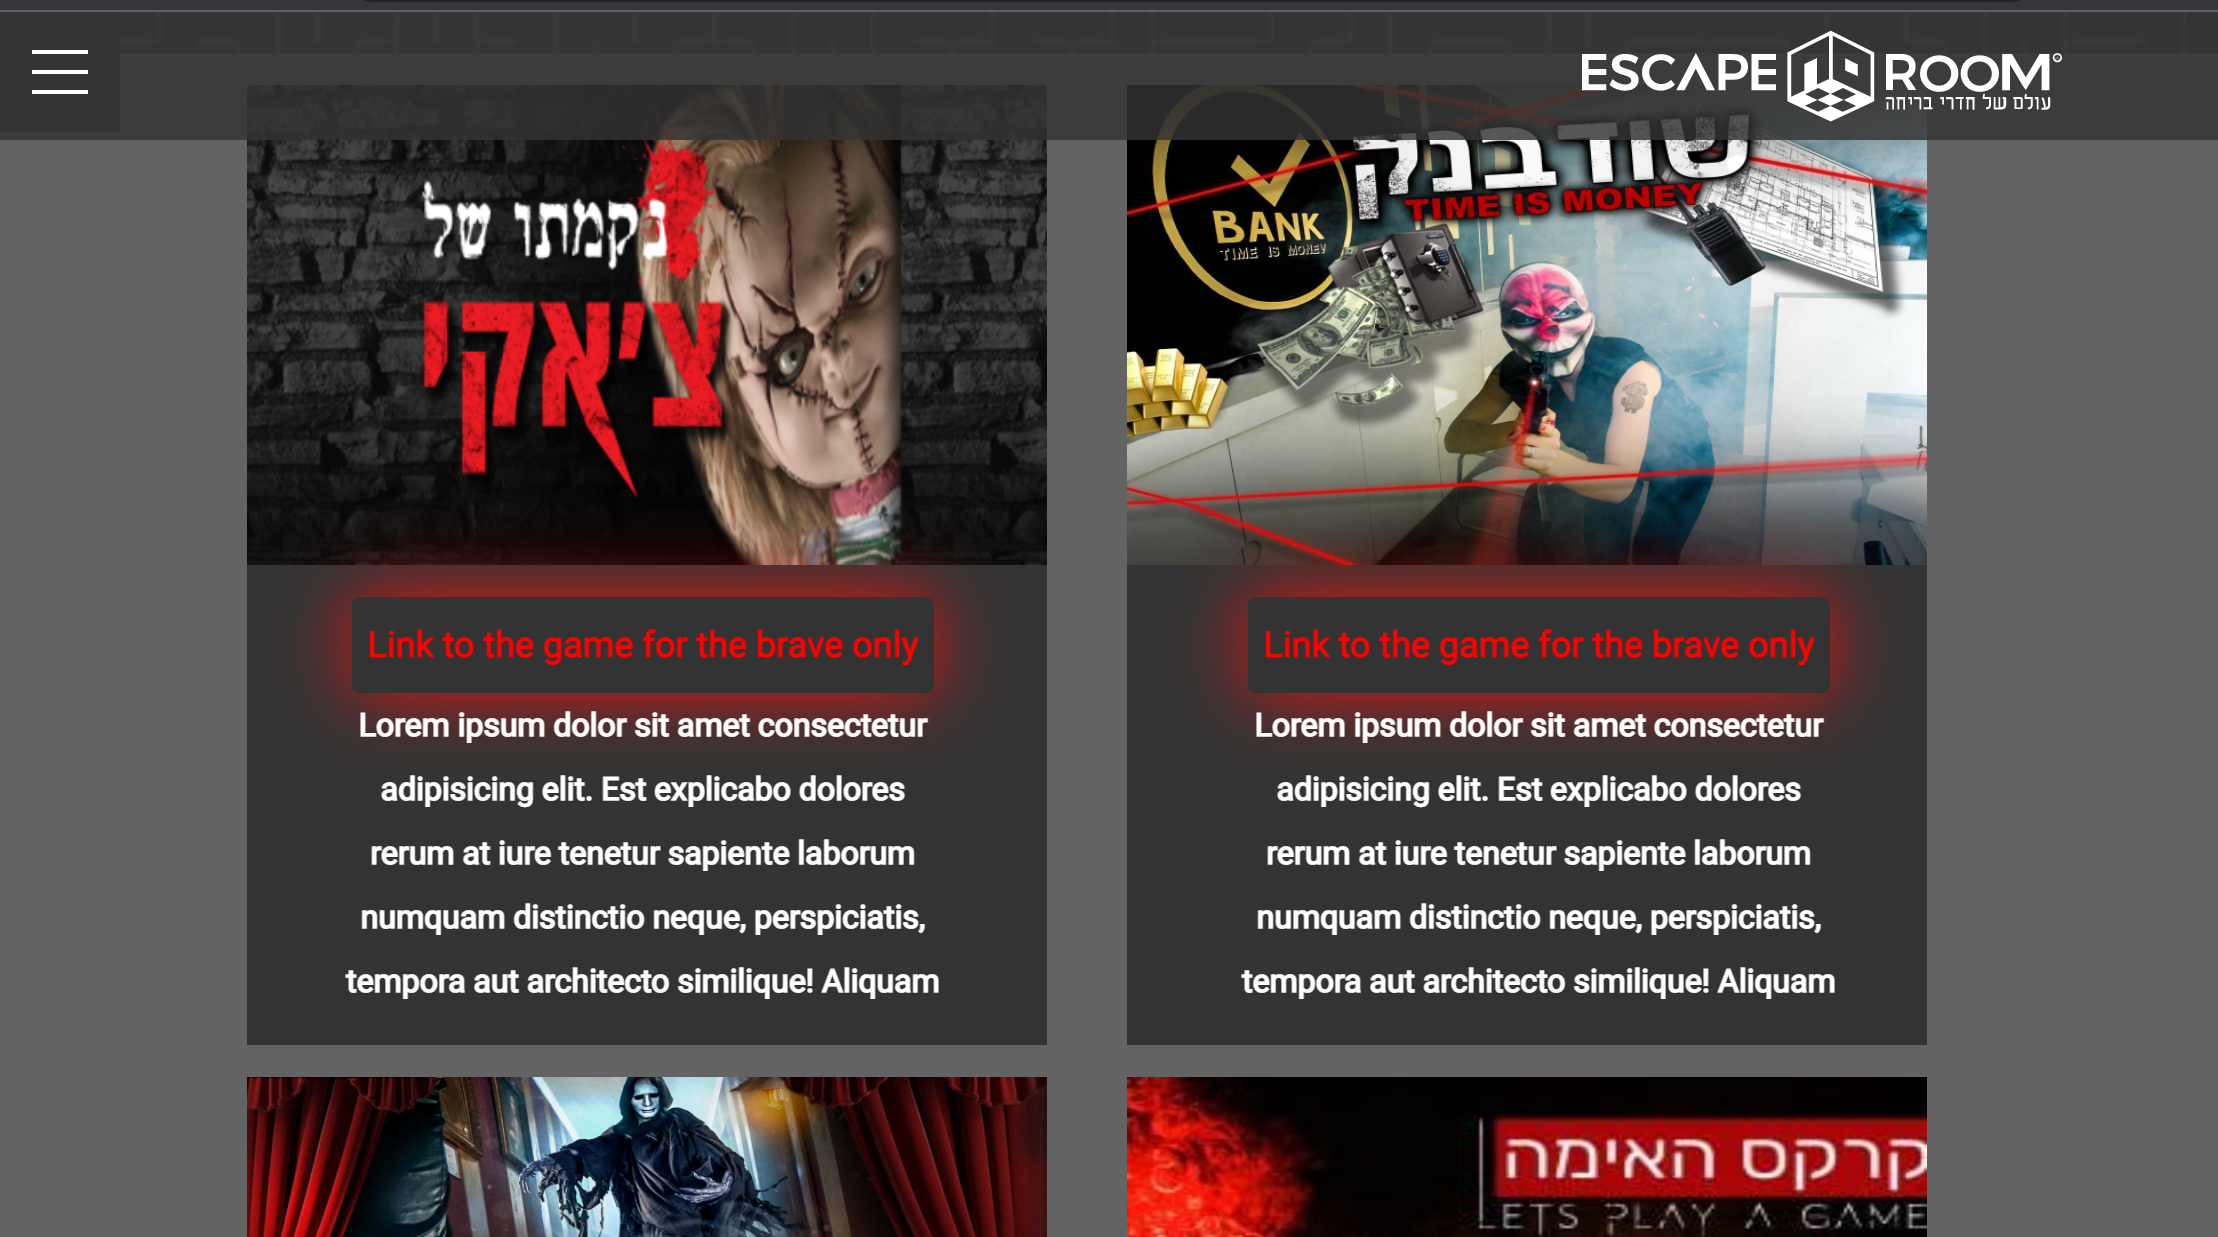 ESCAPE ROOM
עולם של חדרי בריחה
נקמתו של
צ'אקי
שוד בנק
TIME IS MONEY
BANK
TIME IS MONEY
Link to the game for the brave only
Lorem ipsum dolor sit amet consectetur
adipisicing elit. Est explicabo dolores
rerum at iure tenetur sapiente laborum
numquam distinctio neque, perspiciatis,
tempora aut architecto similique! Aliquam
Link to the game for the brave only
Lorem ipsum dolor sit amet consectetur
adipisicing elit. Est explicabo dolores
rerum at iure tenetur sapiente laborum
numquam distinctio neque, perspiciatis,
tempora aut architecto similique! Aliquam
קרקס האימה
LETS PLAY A GAME